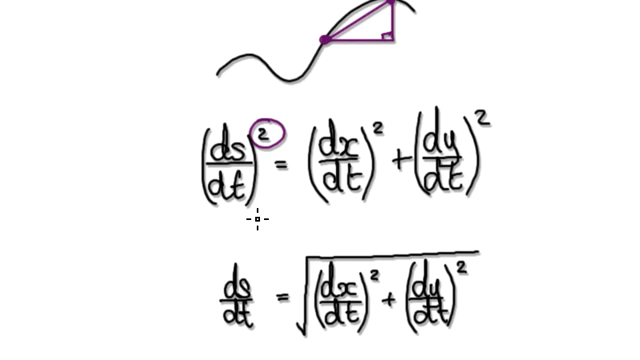 (ds/dt)² = (dx/dt)² + (dy/dt)²
ds/dt = √((dx/dt)² + (dy/dt)²)